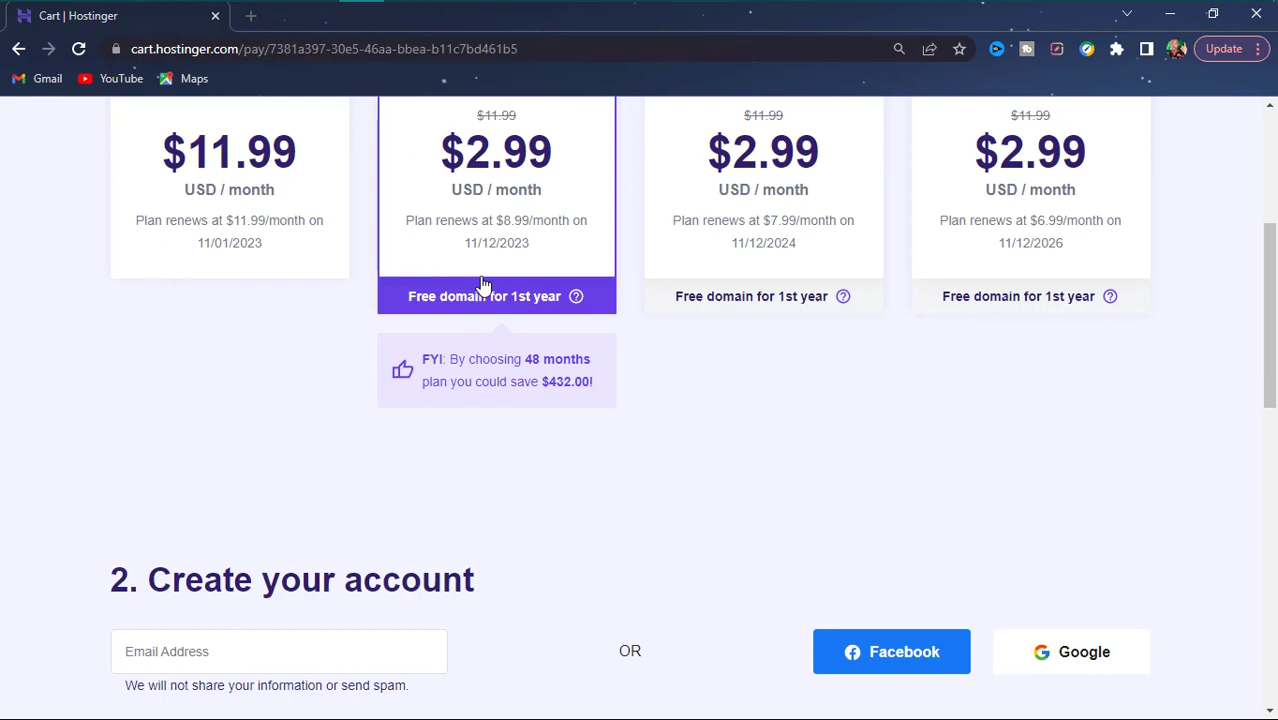 Cart | Hostinger
cart.hostinger.com/pay/7381a397-30e5-46aa-bbea-b11c7bd461b5
Update
Gmail
YouTube
Maps
$11.99
USD / month
Plan renews at $11.99/month on
11/01/2023
$11.99
$2.99
USD / month
Plan renews at $8.99/month on
11/12/2023
Free domain for 1st year
FYI: By choosing 48 months
plan you could save $432.00!
$11.99
$2.99
USD / month
Plan renews at $7.99/month on
11/12/2024
Free domain for 1st year
$11.99
$2.99
USD / month
Plan renews at $6.99/month on
11/12/2026
Free domain for 1st year
2. Create your account
Email Address
OR
Facebook
Google
We will not share your information or send spam.